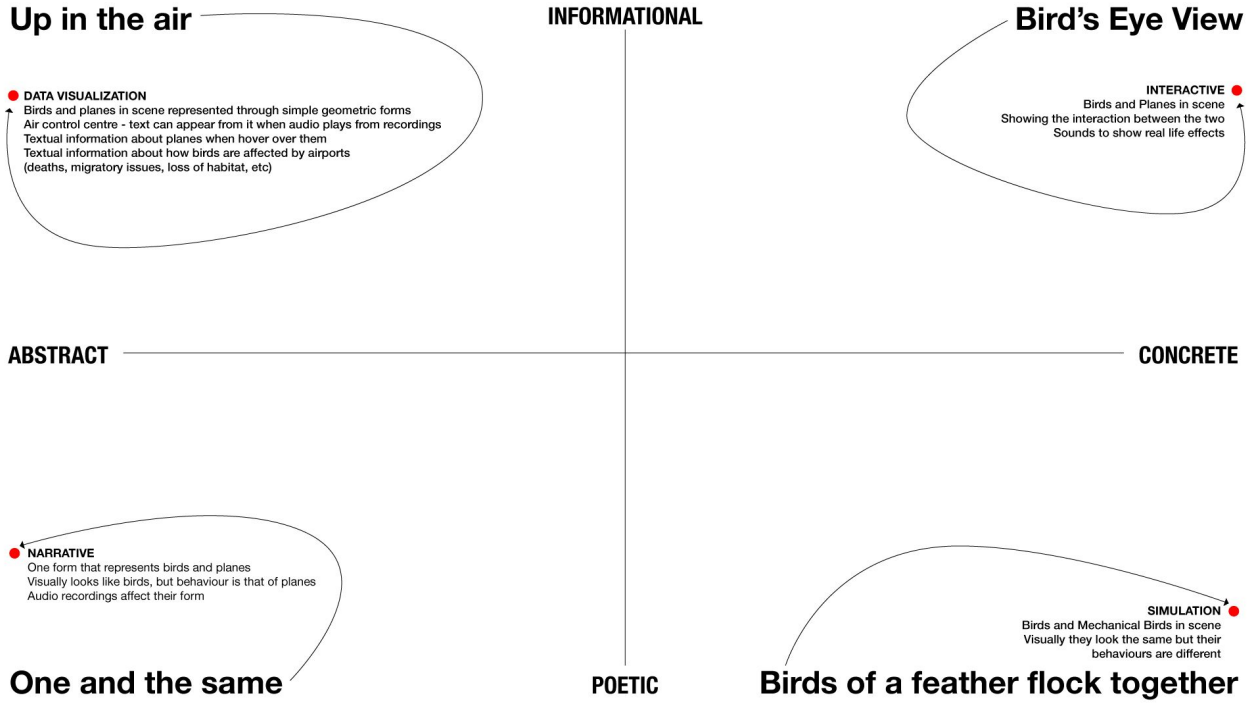 Up in the air
INFORMATIONAL
Bird's Eye View
DATA VISUALIZATION
Birds and planes in scene represented through simple geometric forms
Air control centre - text can appear from it when audio plays from recordings
Textual information about planes when hover over them
Textual information about how birds are affected by airports
(deaths, migratory issues, loss of habitat, etc)
INTERACTIVE
Birds and Planes in scene
Showing the interaction between the two
Sounds to show real life effects
ABSTRACT
CONCRETE
NARRATIVE
One form that represents birds and planes
Visually looks like birds, but behaviour is that of planes
Audio recordings affect their form
SIMULATION
Birds and Mechanical Birds in scene
Visually they look the same but their
behaviours are different
One and the same
POETIC
Birds of a feather flock together